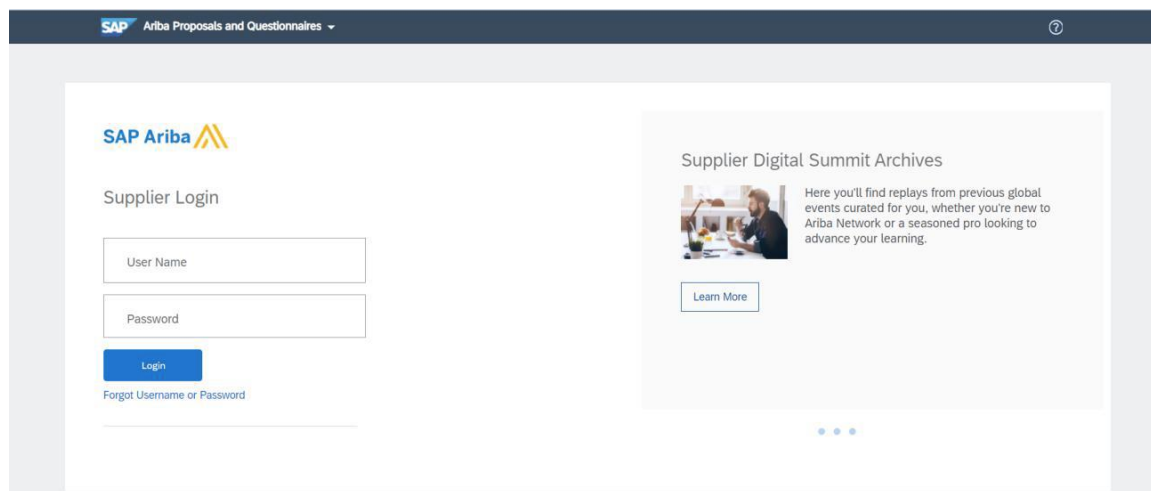 SAP Ariba Proposals and Questionnaires
SAP Ariba
Supplier Login
User Name
Password
Login
Forgot Username or Password
Supplier Digital Summit Archives
Here you'll find replays from previous global
events curated for you, whether you're new to
Ariba Network or a seasoned pro looking to
advance your learning.
Learn More